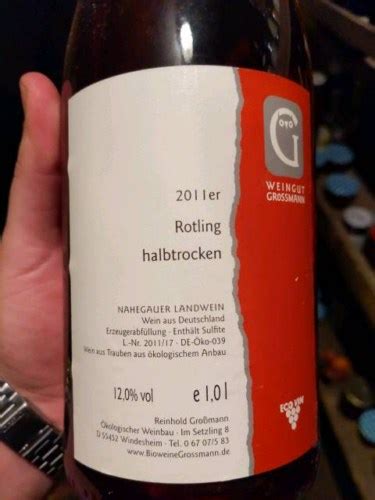 G
WEINGUT
GROSSMANN
2011er
Rotling
halbtrocken
NAHEGAUER LANDWEIN
Wein aus Deutschland
Erzeugerabfüllung - Enthält Sulfite
L.-Nr. 2011/17 - DE-Öko-039
Wein aus Trauben aus ökologischem Anbau
12,0% vol e 1,0 l
ECO VIN
Reinhold Großmann
Ökologischer Weinbau · Im Setzling 8
D 55452 Windesheim · Tel 0 67 07/5 83
www.BioweineGrossmann.de